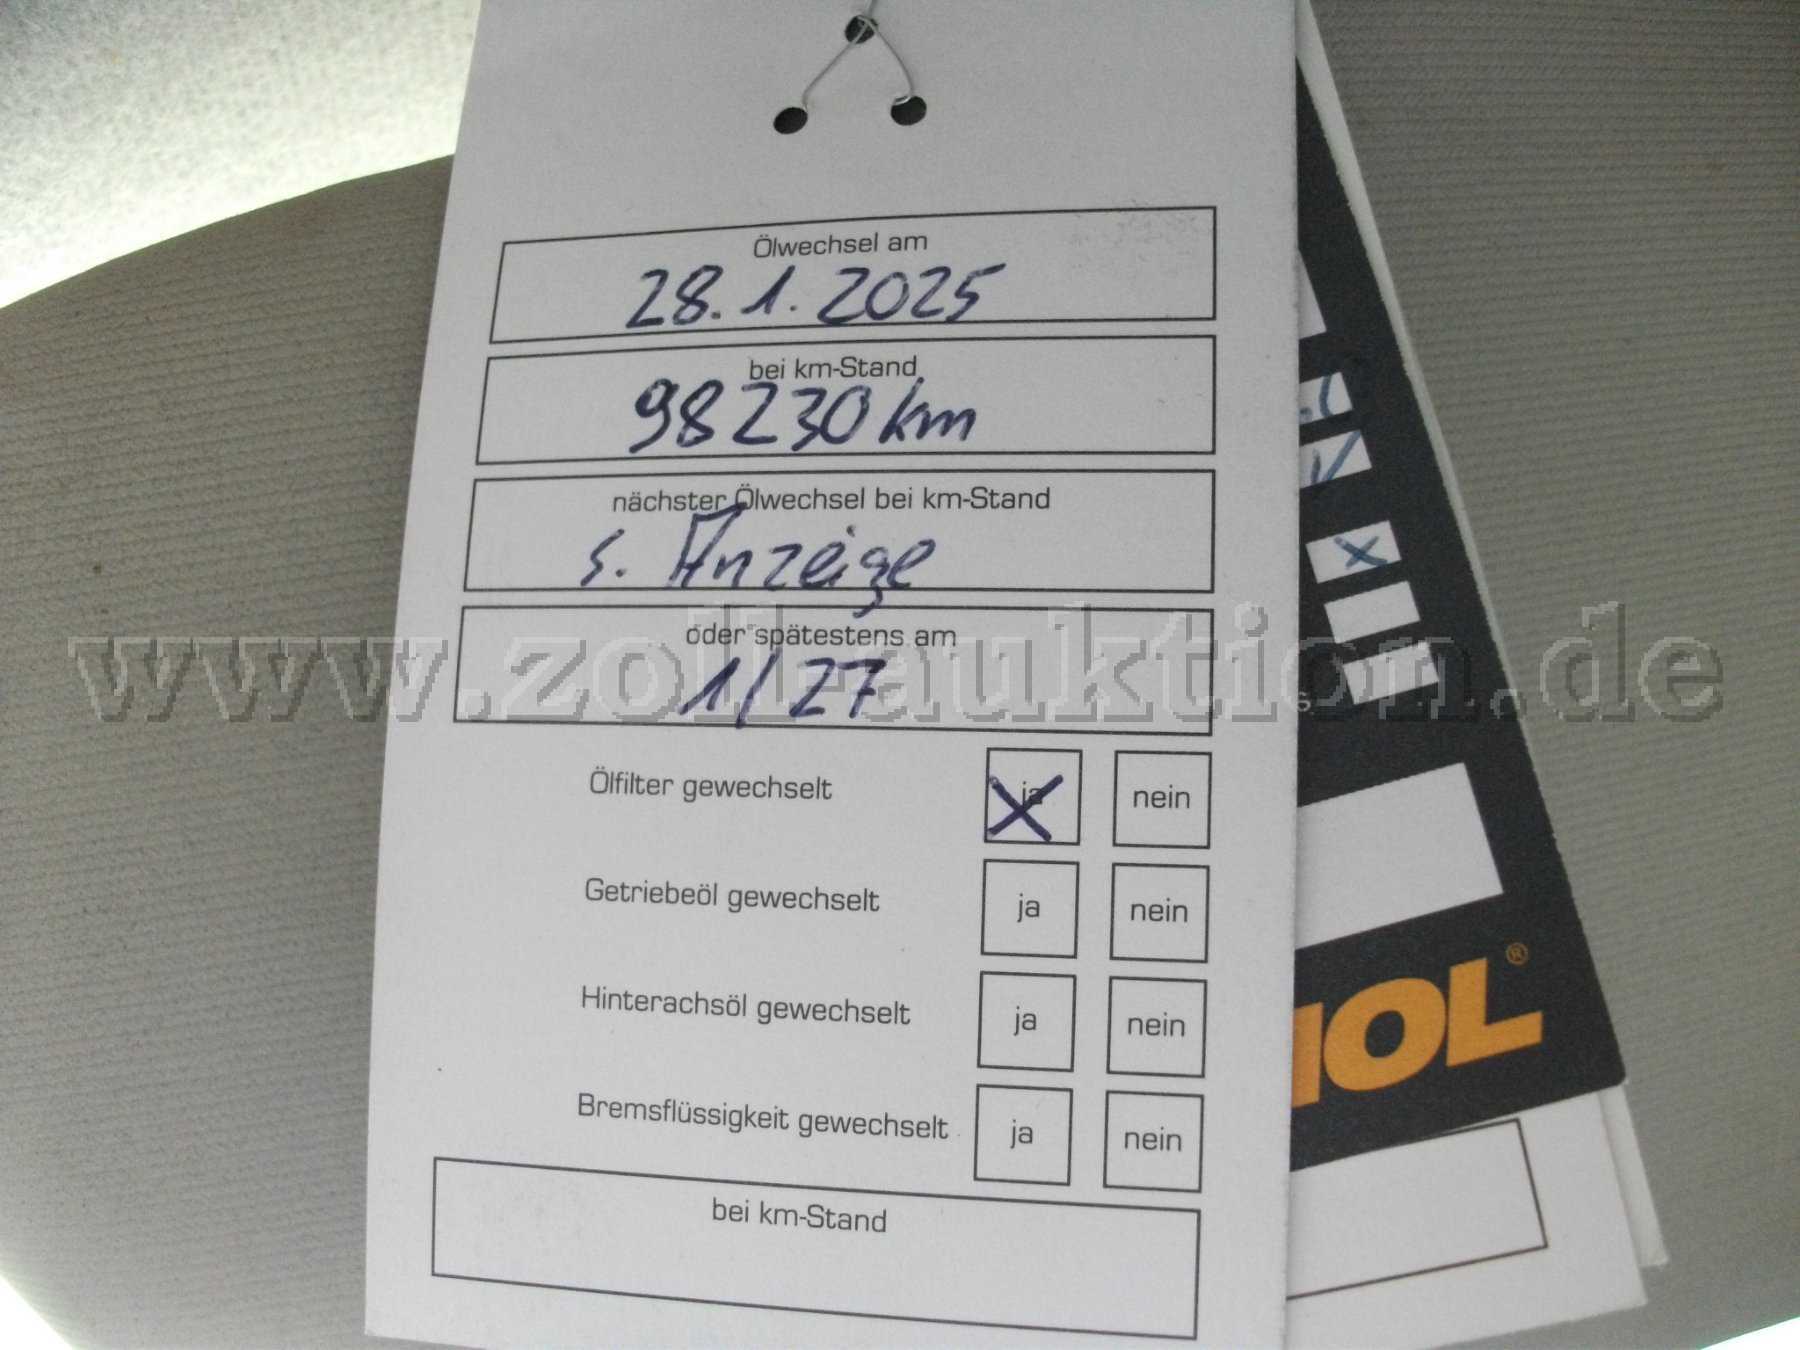 Ölwechsel am
28.1.2025
bei km-Stand
98230 km
nächster Ölwechsel bei km-Stand
s. Anzeige
oder spätestens am
1/27
www.zoll-auktion.de
Ölfilter gewechselt ja nein
Getriebeöl gewechselt ja nein
Hinterachsöl gewechselt ja nein
Bremsflüssigkeit gewechselt ja nein
bei km-Stand